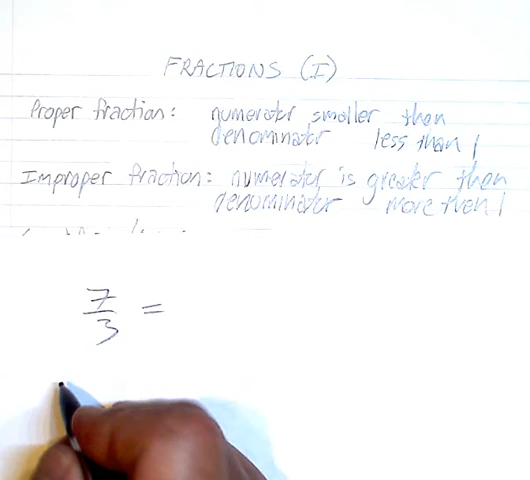 FRACTIONS (I)
Proper fraction: numerator smaller than
denominator less than 1
Improper fraction: numerator is greater then
denominator more then 1
7/3 =